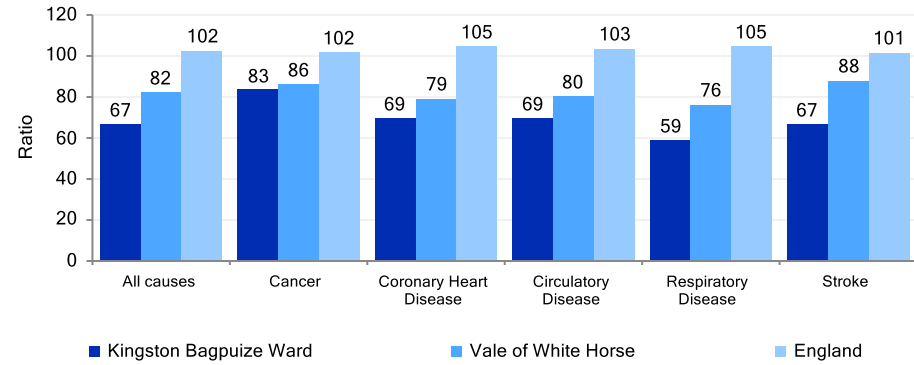 120
100
80
60
40
20
0
Ratio
67 82 102
83 86 102
69 79 105
69 80 103
59 76 105
67 88 101
All causes
Cancer
Coronary Heart
Disease
Circulatory
Disease
Respiratory
Disease
Stroke
Kingston Bagpuize Ward
Vale of White Horse
England